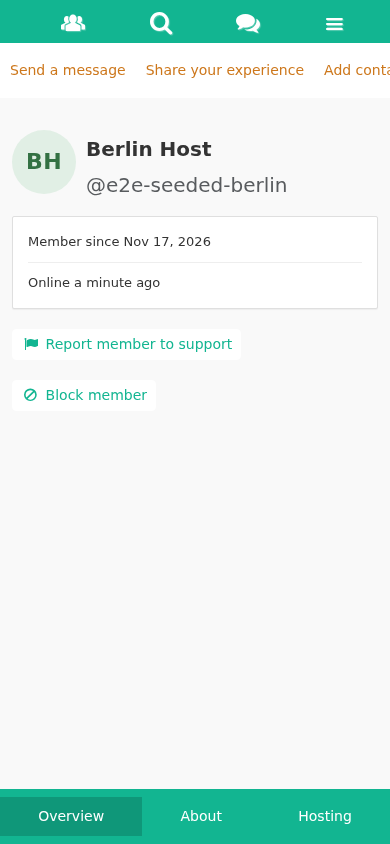 Send a message Share your experience Add conta
BH
Berlin Host
@e2e-seeded-berlin
Member since Nov 17, 2026
Online a minute ago
Report member to support
Block member
Overview About Hosting